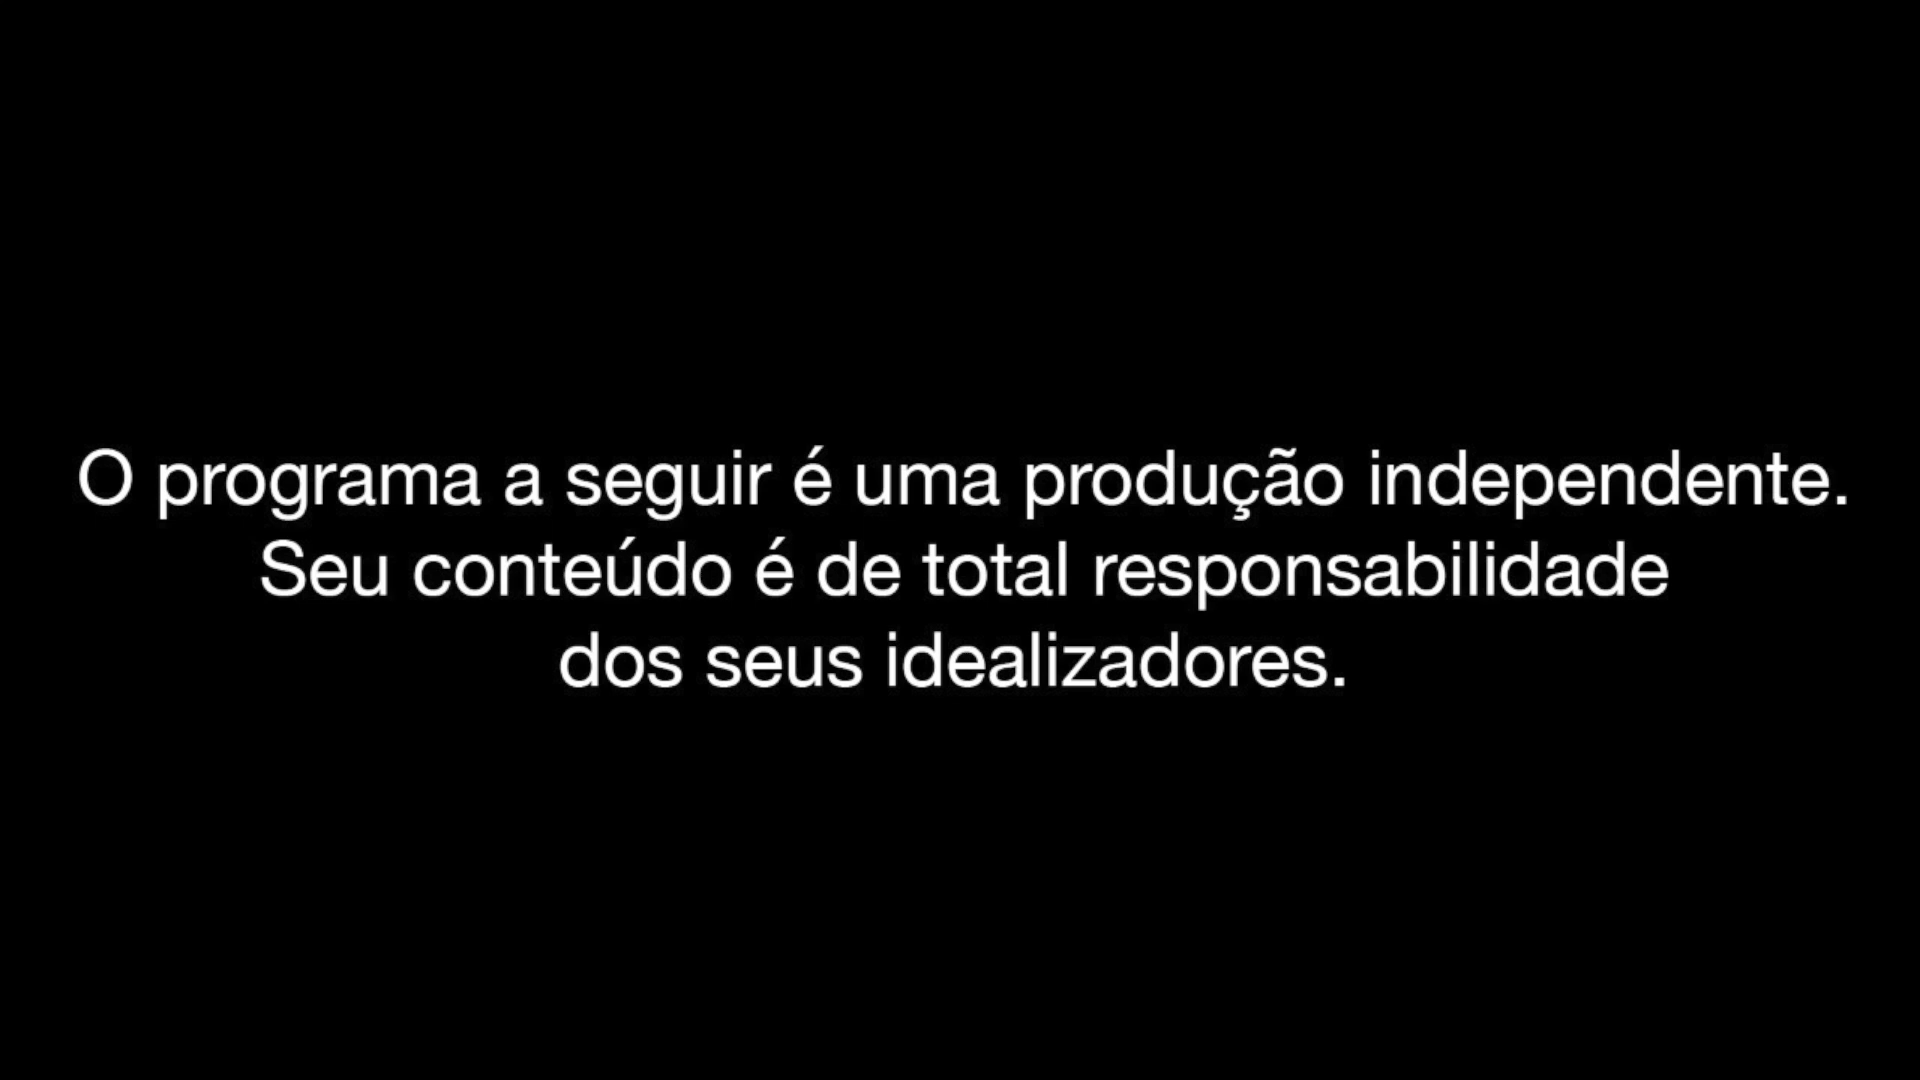 O programa a seguir é uma produção independente.
Seu conteúdo é de total responsabilidade
dos seus idealizadores.